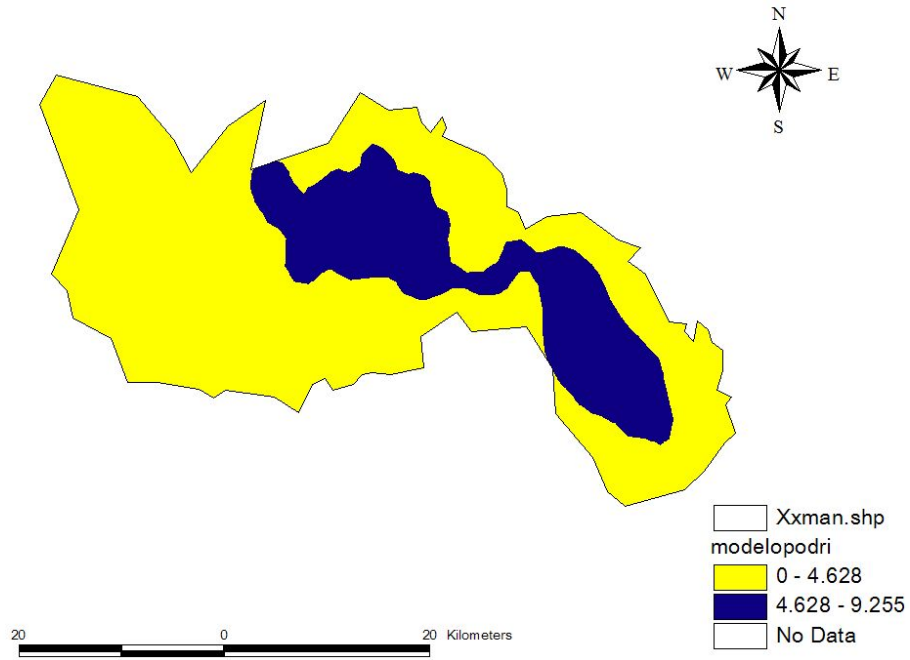 N
W E
S
Xxman.shp
modelopodri
0 - 4.628
4.628 - 9.255
No Data
20 0 20 Kilometers